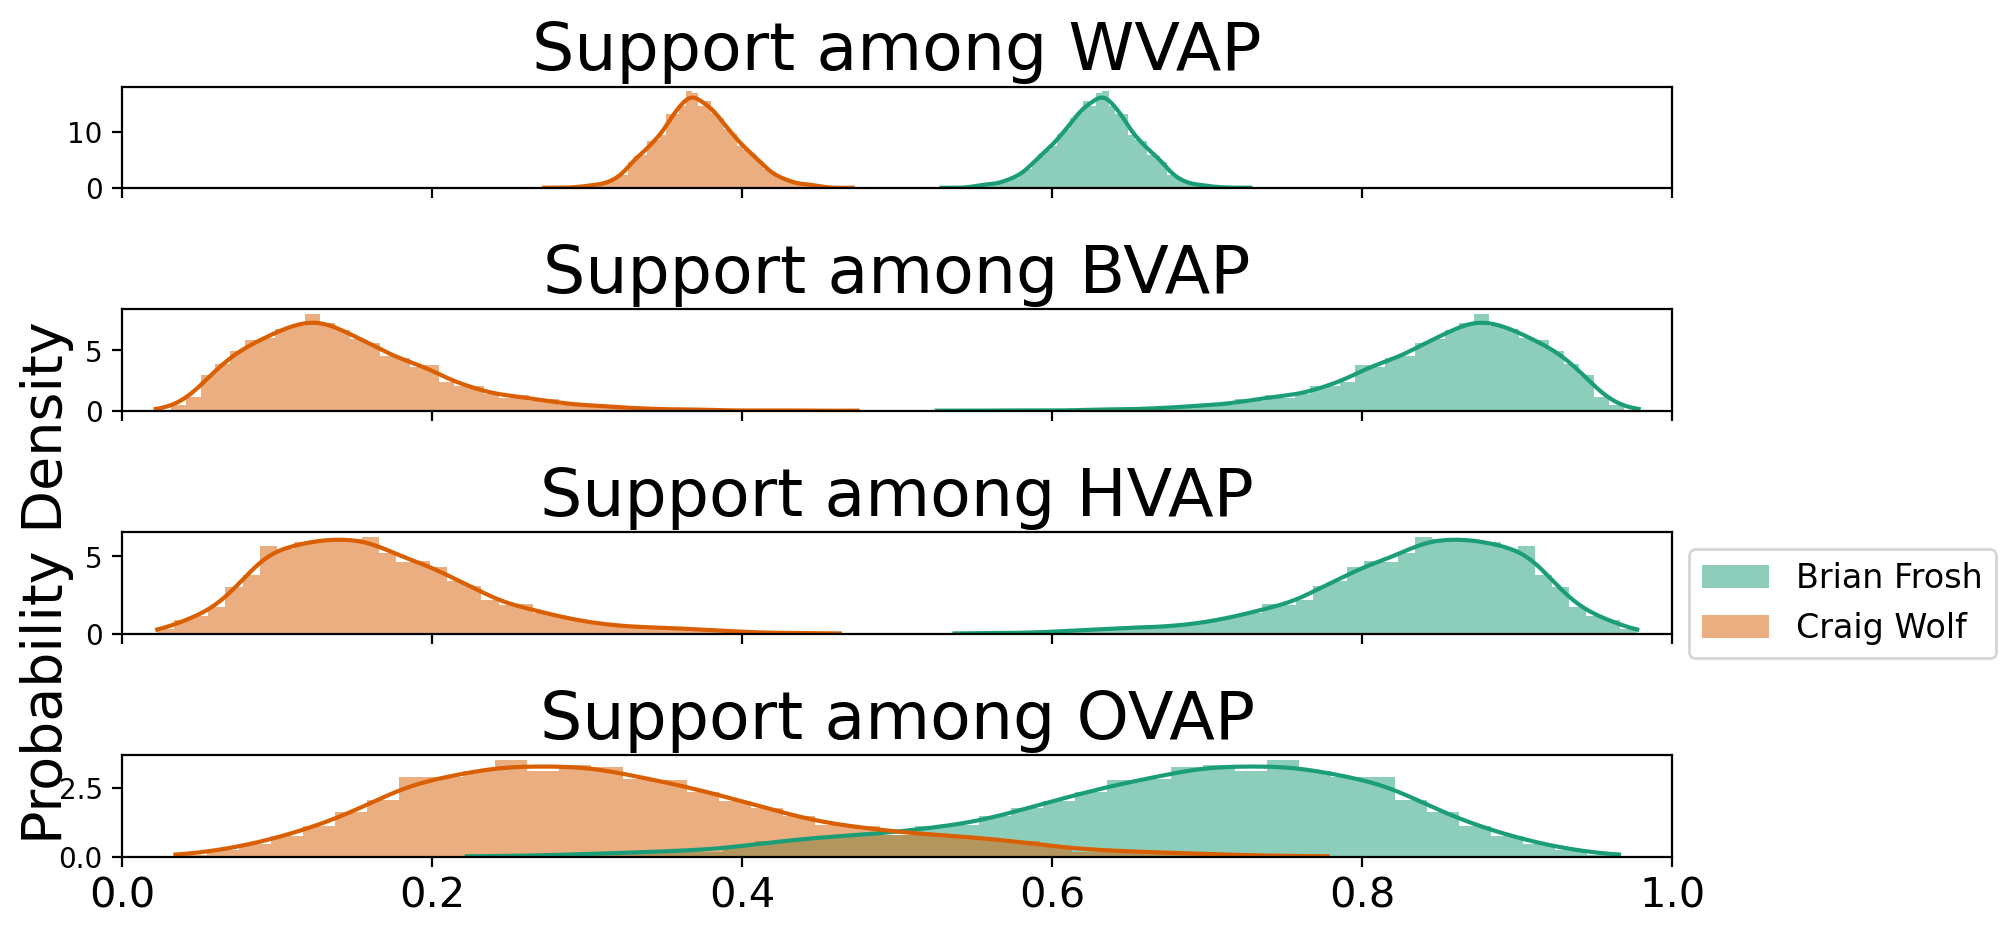 Support among WVAP
10
0
Support among BVAP
5
0
Support among HVAP
5
0
Support among OVAP
2.5
0.0
0.0 0.2 0.4 0.6 0.8 1.0
Probability Density
Brian Frosh
Craig Wolf